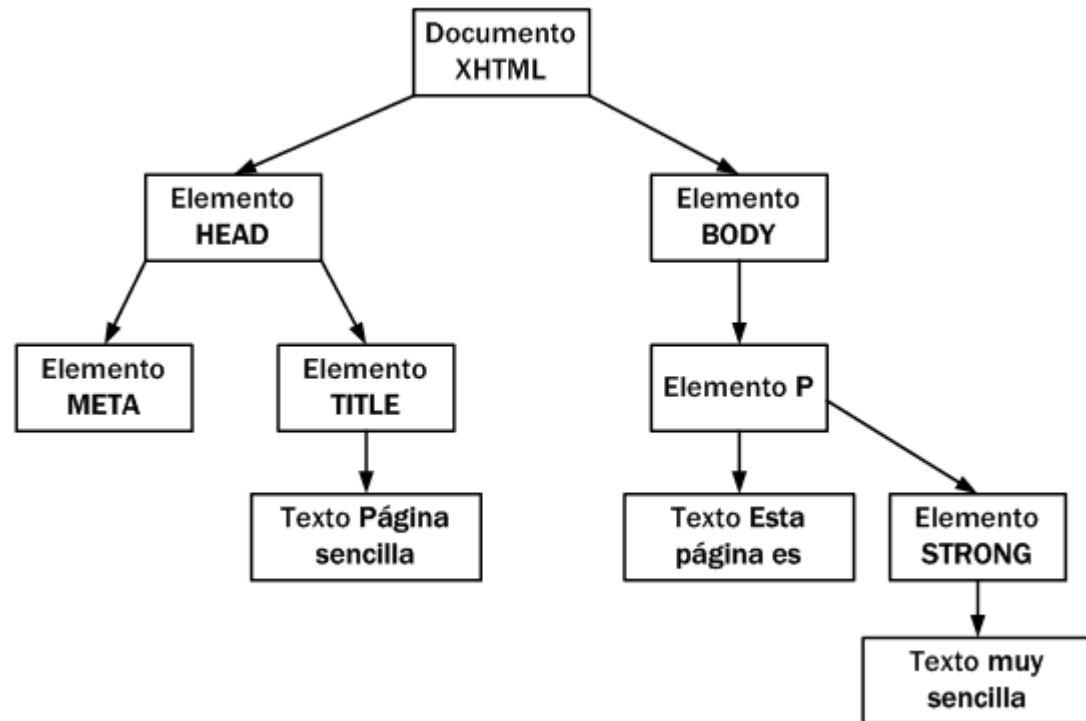 Documento
XHTML
Elemento
HEAD
Elemento
BODY
Elemento
META
Elemento
TITLE
Elemento P
Texto Página
sencilla
Texto Esta
página es
Elemento
STRONG
Texto muy
sencilla